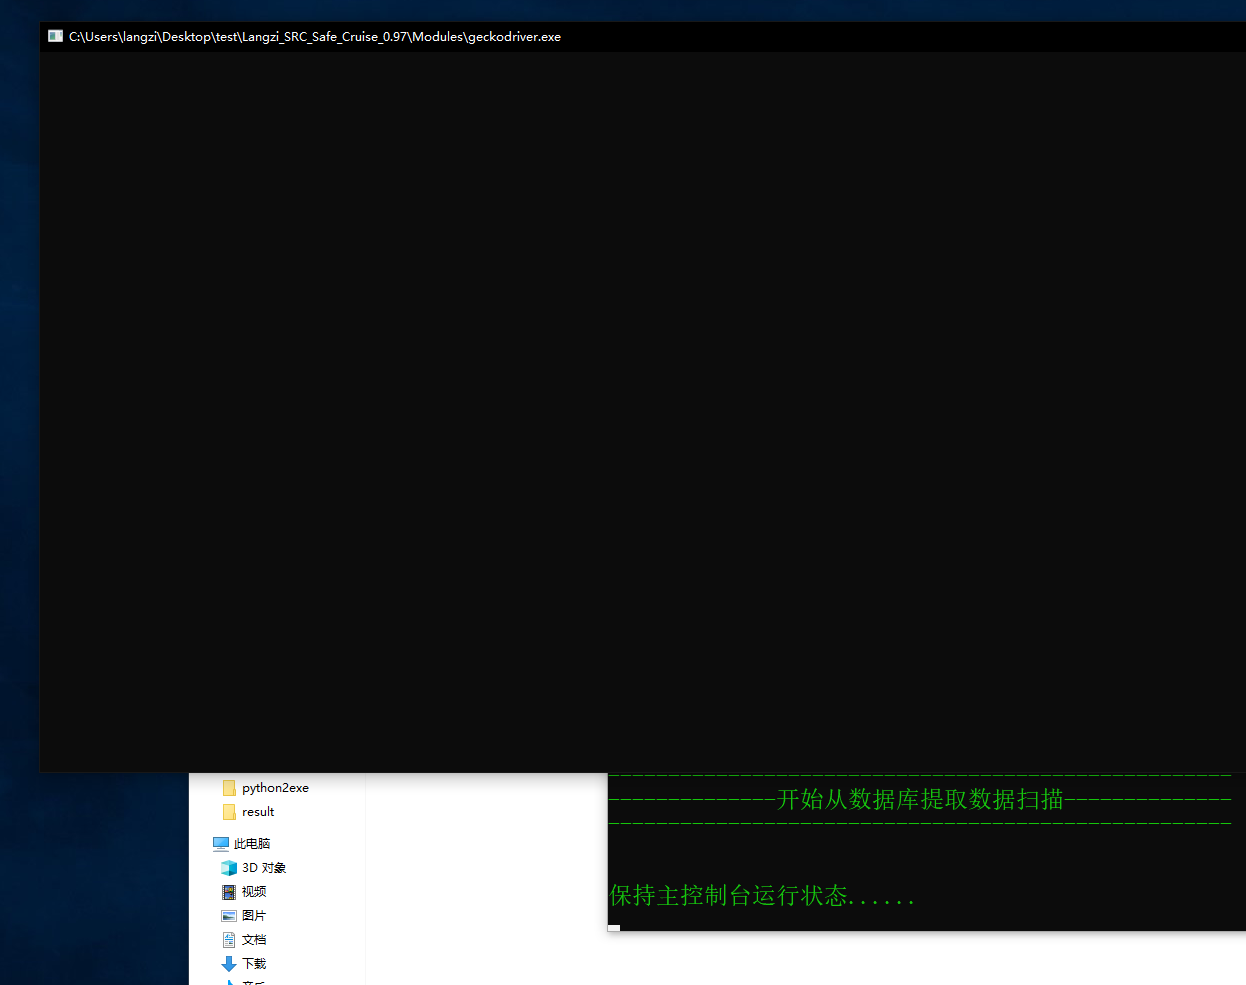 C:\Users\langzi\Desktop\test\Langzi_SRC_Safe_Cruise_0.97\Modules\geckodriver.exe
python2exe
result
此电脑
3D 对象
视频
图片
文档
下载
----------------------------------------------------
--------------开始从数据库提取数据扫描--------------
----------------------------------------------------
保持主控制台运行状态......